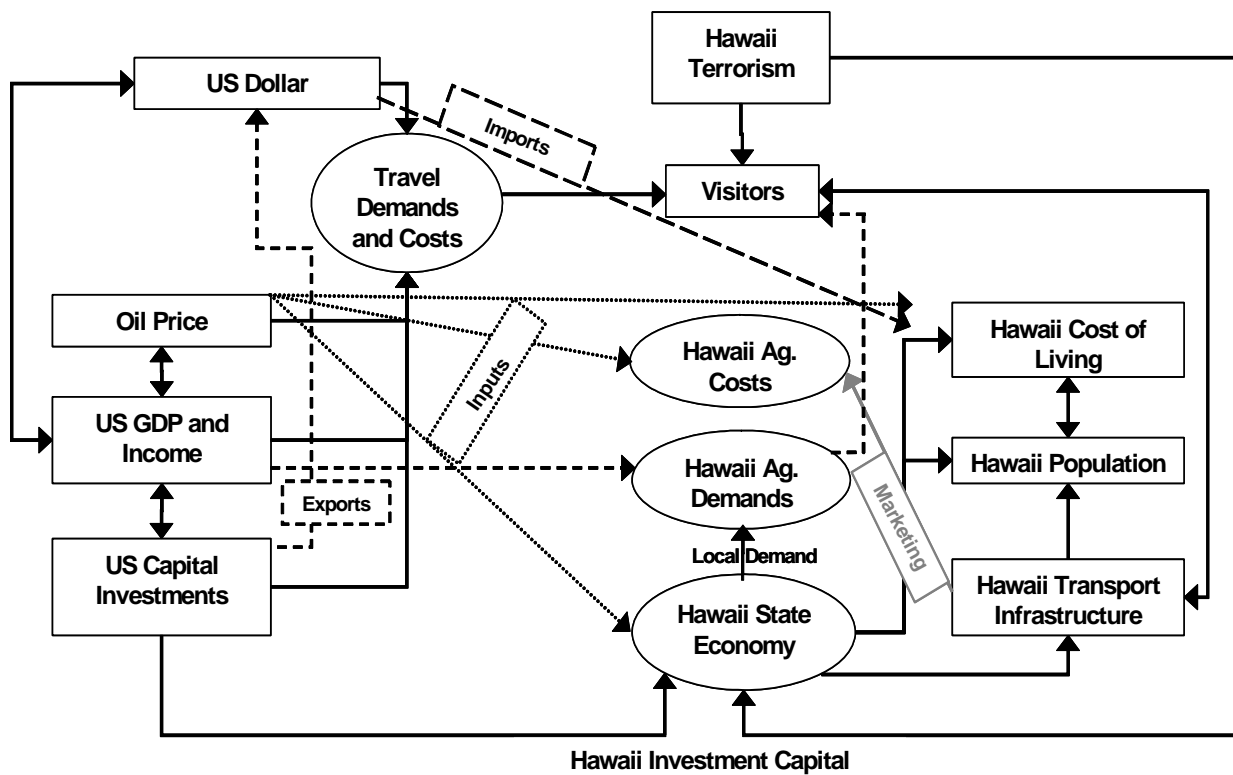 Hawaii
Terrorism
US Dollar
Imports
Travel
Demands
and Costs
Visitors
Oil Price
Inputs
Hawaii Ag.
Costs
Hawaii Cost of
Living
US GDP and
Income
Hawaii Ag.
Demands
Hawaii Population
Exports
Marketing
Local Demand
US Capital
Investments
Hawaii State
Economy
Hawaii Transport
Infrastructure
Hawaii Investment Capital